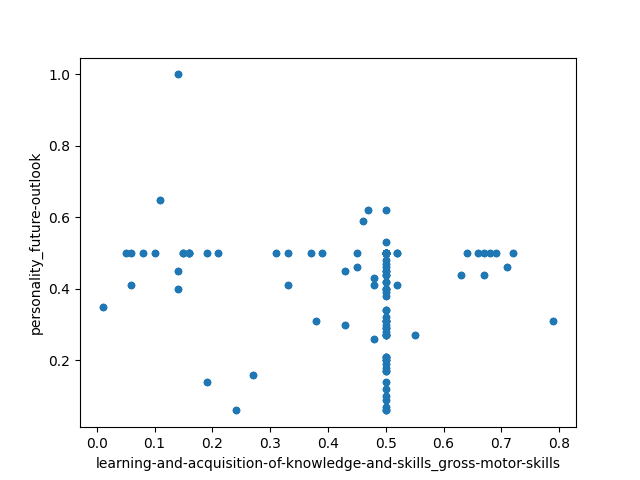 1.0
0.8
0.6
0.4
0.2
personality_future-outlook
0.0 0.1 0.2 0.3 0.4 0.5 0.6 0.7 0.8
learning-and-acquisition-of-knowledge-and-skills_gross-motor-skills